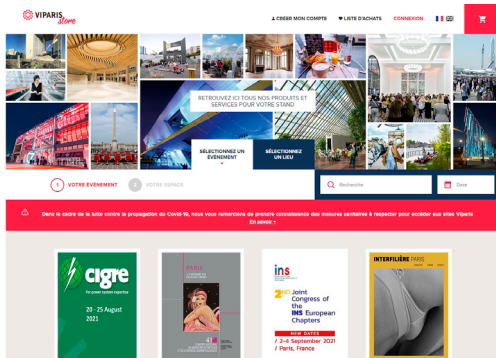 VIPARIS
store
CRÉER MON COMPTE
LISTE D'ACHATS
CONNEXION
RETROUVEZ ICI TOUS NOS PRODUITS ET
SERVICES POUR VOTRE STAND
SÉLECTIONNEZ UN
ÉVÉNEMENT
SÉLECTIONNEZ
UN LIEU
1 VOTRE ÉVÉNEMENT
2 VOTRE ESPACE
Recherche
Date
Dans le cadre de la lutte contre la propagation du Covid-19, nous vous remercions de prendre connaissance des mesures sanitaires à respecter pour accéder aux sites Viparis
En savoir +
cigre
For power system expertise
20 - 25 August
2021
PARIS
ins
2ND Joint
Congress of
the
INS European
Chapters
NEW DATES
/ 2-4 September 2021
/ Paris, France
INTERFILIÈRE PARIS